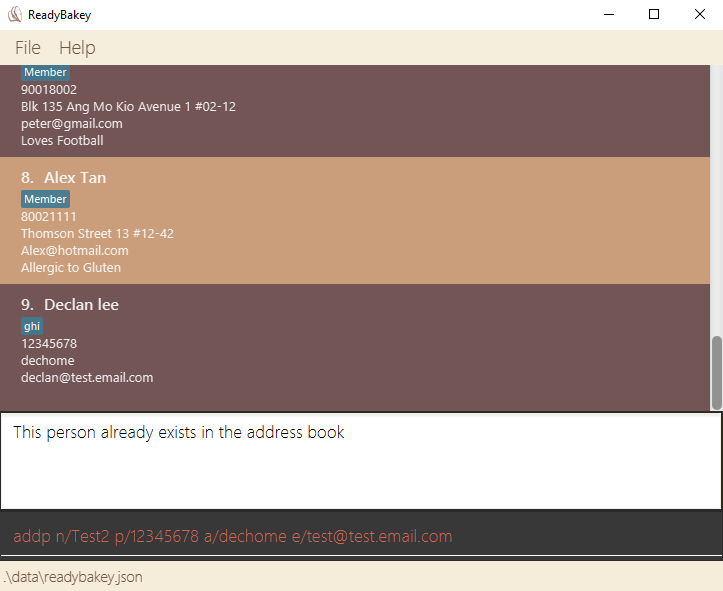 ReadyBakey
File Help
Member
90018002
Blk 135 Ang Mo Kio Avenue 1 #02-12
peter@gmail.com
Loves Football
8. Alex Tan
Member
80021111
Thomson Street 13 #12-42
Alex@hotmail.com
Allergic to Gluten
9. Declan lee
ghi
12345678
dechome
declan@test.email.com
This person already exists in the address book
addp n/Test2 p/12345678 a/dechome e/test@test.email.com
.\data\readybakey.json